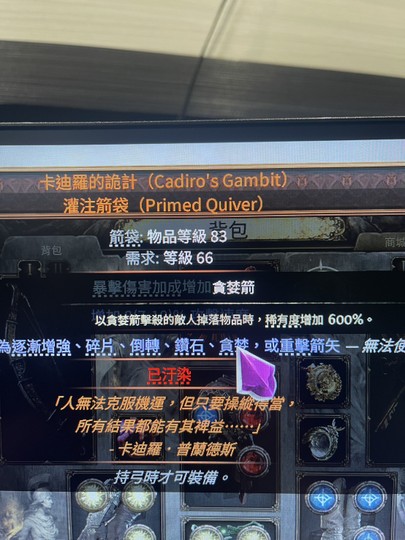 卡迪羅的詭計（Cadiro's Gambit）
灌注箭袋（Primed Quiver）
背包
背包
商城
箭袋: 物品等級 83
需求: 等級 66
暴擊傷害加成增加
貪婪箭
以貪婪箭擊殺的敵人掉落物品時，稀有度增加 600%。
為逐漸增強、碎片、倒轉、鑽石、貪婪，或重擊箭矢 — 無法使
已汙染
「人無法克服機運，但只要操縱得當，
所有結果都能有其神益⋯⋯」
- 卡迪羅．普蘭德斯
持弓時才可裝備。